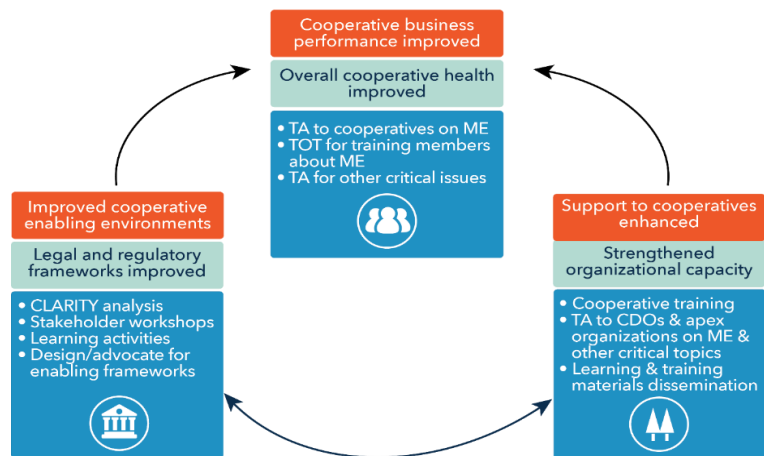 Cooperative business
performance improved
Overall cooperative health
improved
• TA to cooperatives on ME
• TOT for training members
about ME
• TA for other critical issues
Improved cooperative
enabling environments
Legal and regulatory
frameworks improved
• CLARITY analysis
• Stakeholder workshops
• Learning activities
• Design/advocate for
enabling frameworks
Support to cooperatives
enhanced
Strengthened
organizational capacity
• Cooperative training
• TA to CDOs & apex
organizations on ME &
other critical topics
• Learning & training
materials dissemination